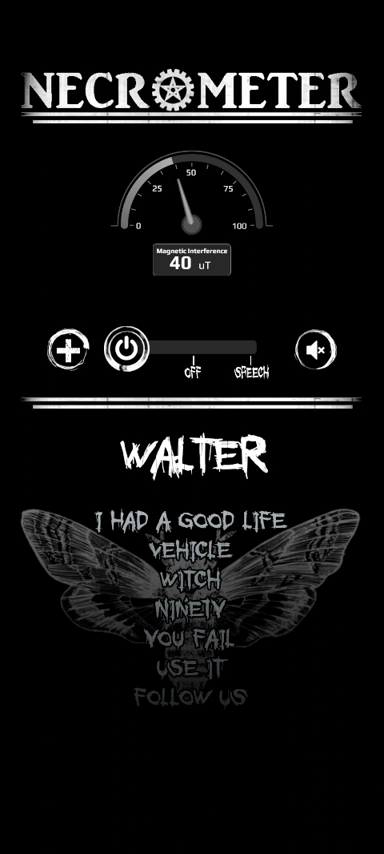 NECROMETER
50
25 75
0 100
Magnetic Interference
40 uT
OFF SPEECH
WALTER
I HAD A GOOD LIFE
VEHICLE
WITCH
NINETY
YOU FAIL
USE IT
FOLLOW US